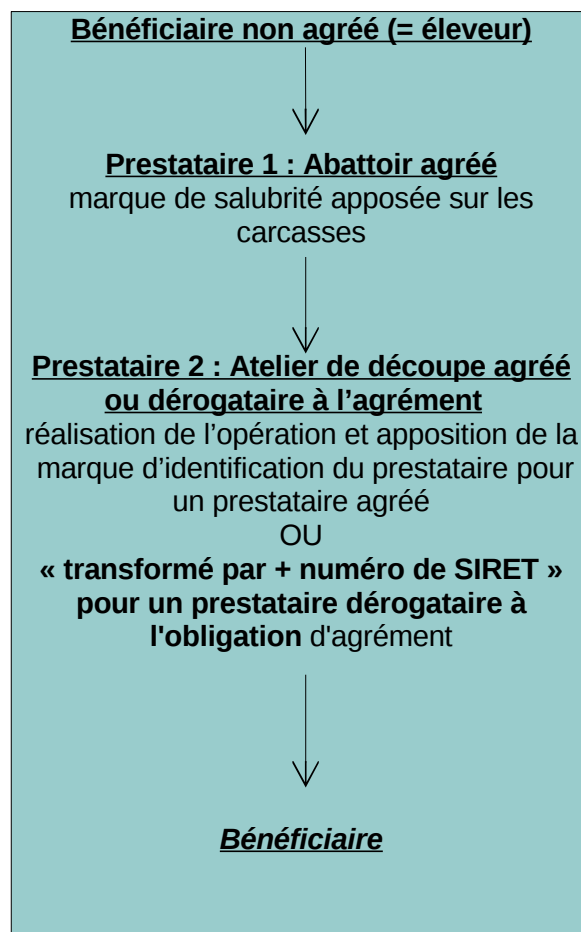 Bénéficiaire non agréé (= éleveur)
Prestataire 1 : Abattoir agréé
marque de salubrité apposée sur les
carcasses
Prestataire 2 : Atelier de découpe agréé
ou dérogataire à l’agrément
réalisation de l’opération et apposition de la
marque d’identification du prestataire pour
un prestataire agréé
OU
« transformé par + numéro de SIRET »
pour un prestataire dérogataire à
l'obligation d'agrément
Bénéficiaire